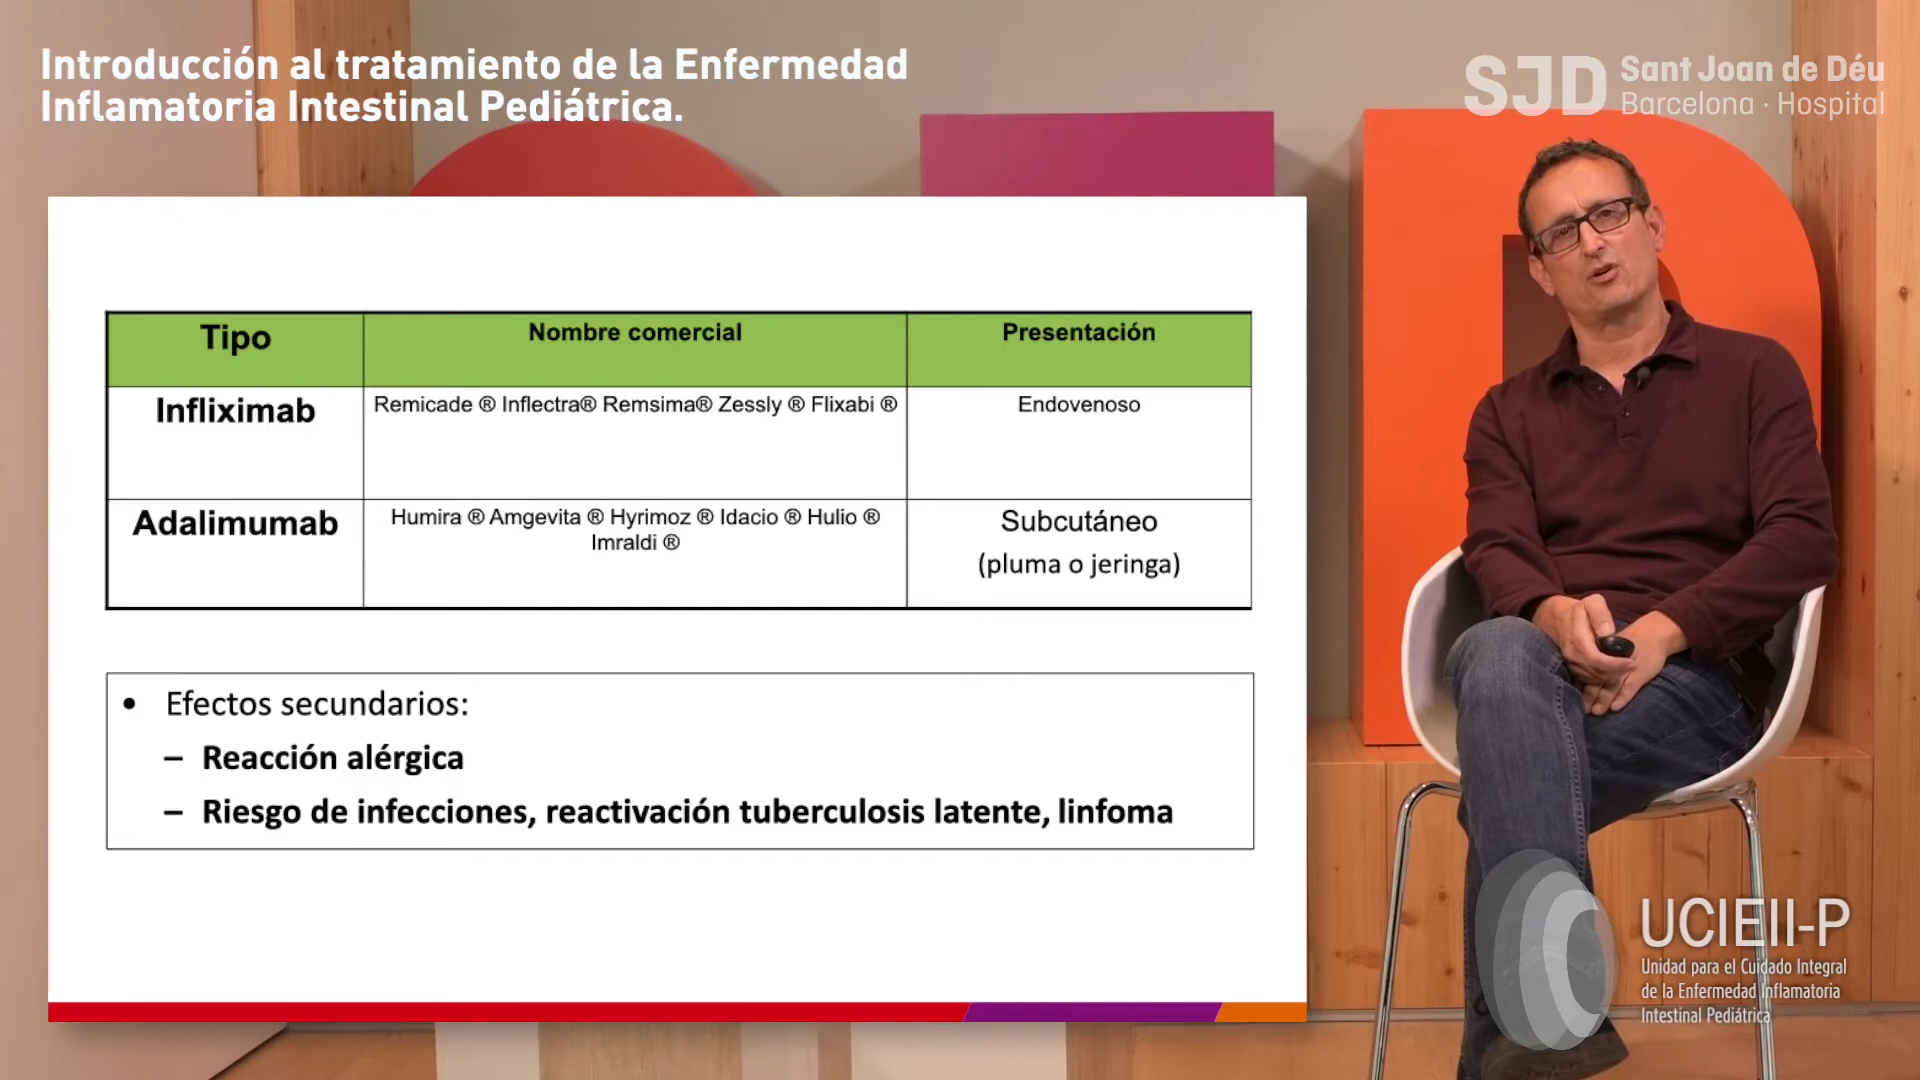 Introducción al tratamiento de la Enfermedad
Inflamatoria Intestinal Pediátrica.
SJD Sant Joan de Déu
Barcelona · Hospital
Tipo Nombre comercial Presentación
Infliximab Remicade ® Inflectra® Remsima® Zessly ® Flixabi ® Endovenoso
Adalimumab Humira ® Amgevita ® Hyrimoz ® Idacio ® Hulio ® Subcutáneo
Imraldi ® (pluma o jeringa)
• Efectos secundarios:
– Reacción alérgica
– Riesgo de infecciones, reactivación tuberculosis latente, linfoma
UCIEII-P
Unidad para el Cuidado Integral
de la Enfermedad Inflamatoria
Intestinal Pediátrica